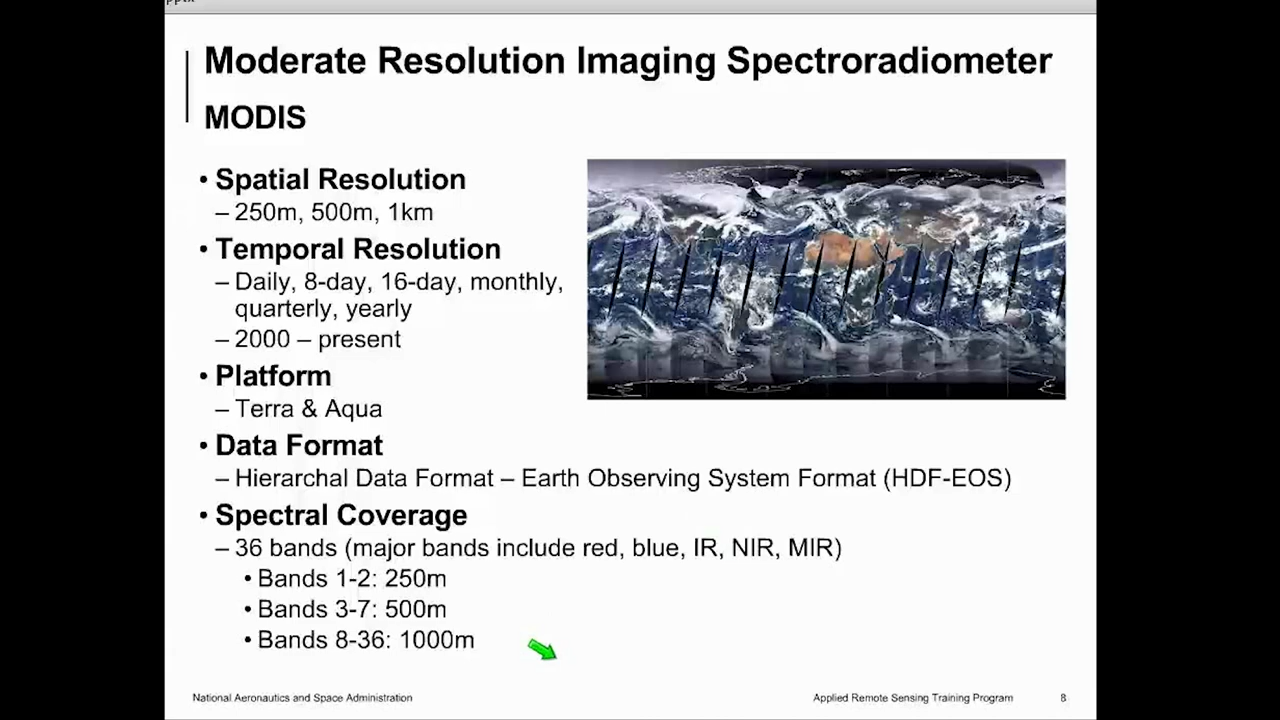 pptx
Moderate Resolution Imaging Spectroradiometer
MODIS
• Spatial Resolution
– 250m, 500m, 1km
• Temporal Resolution
– Daily, 8-day, 16-day, monthly,
quarterly, yearly
– 2000 – present
• Platform
– Terra & Aqua
• Data Format
– Hierarchal Data Format – Earth Observing System Format (HDF-EOS)
• Spectral Coverage
– 36 bands (major bands include red, blue, IR, NIR, MIR)
• Bands 1-2: 250m
• Bands 3-7: 500m
• Bands 8-36: 1000m
National Aeronautics and Space Administration
Applied Remote Sensing Training Program
8